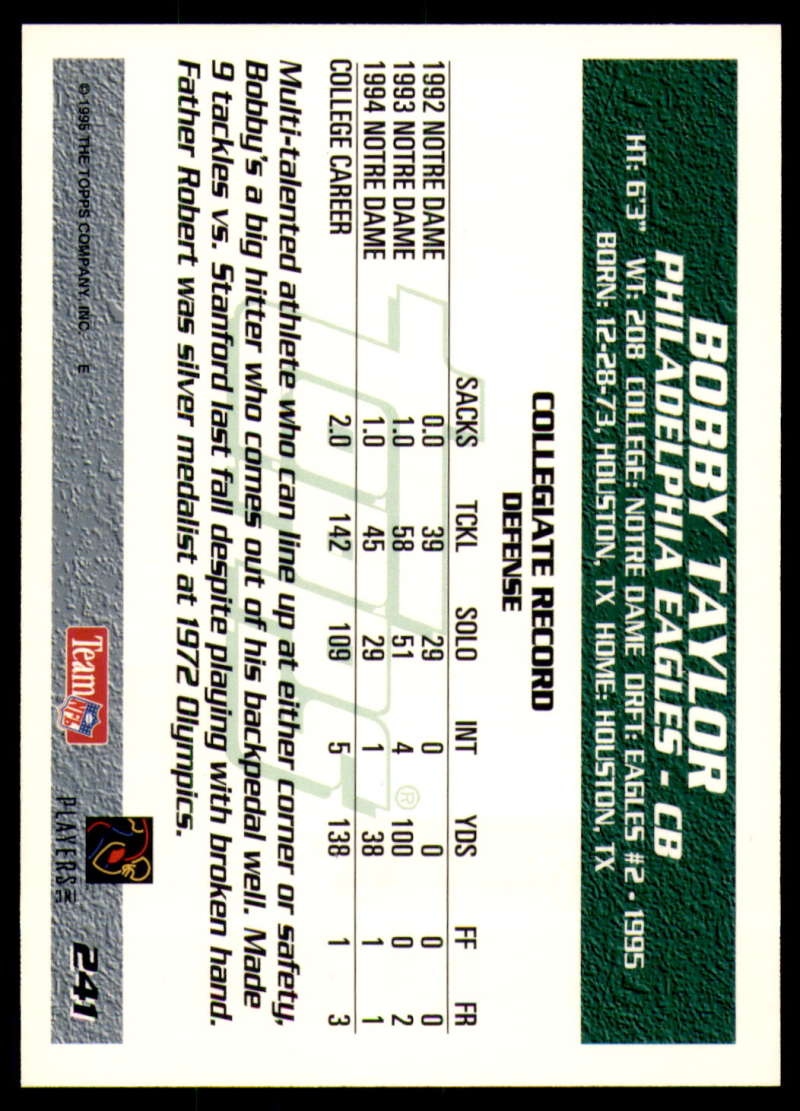 BOBBY TAYLOR
PHILADELPHIA EAGLES - CB
HT: 6'3" WT: 208 COLLEGE: NOTRE DAME DRFT: EAGLES #2 - 1995
BORN: 12-28-73, HOUSTON, TX HOME: HOUSTON, TX
COLLEGIATE RECORD
DEFENSE
SACKS TCKL SOLO INT YDS FF FR
1992 NOTRE DAME 0.0 39 29 0 0 0 0
1993 NOTRE DAME 1.0 58 51 4 100 0 2
1994 NOTRE DAME 1.0 45 29 1 38 1 1
COLLEGE CAREER 2.0 142 109 5 138 1 3
Topps ®
Multi-talented athlete who can line up at either corner or safety,
Bobby's a big hitter who comes out of his backpedal well. Made
9 tackles vs. Stanford last fall despite playing with broken hand.
Father Robert was silver medalist at 1972 Olympics.
© 1995 THE TOPPS COMPANY, INC. E
Team NFL
PLAYERS INC
241